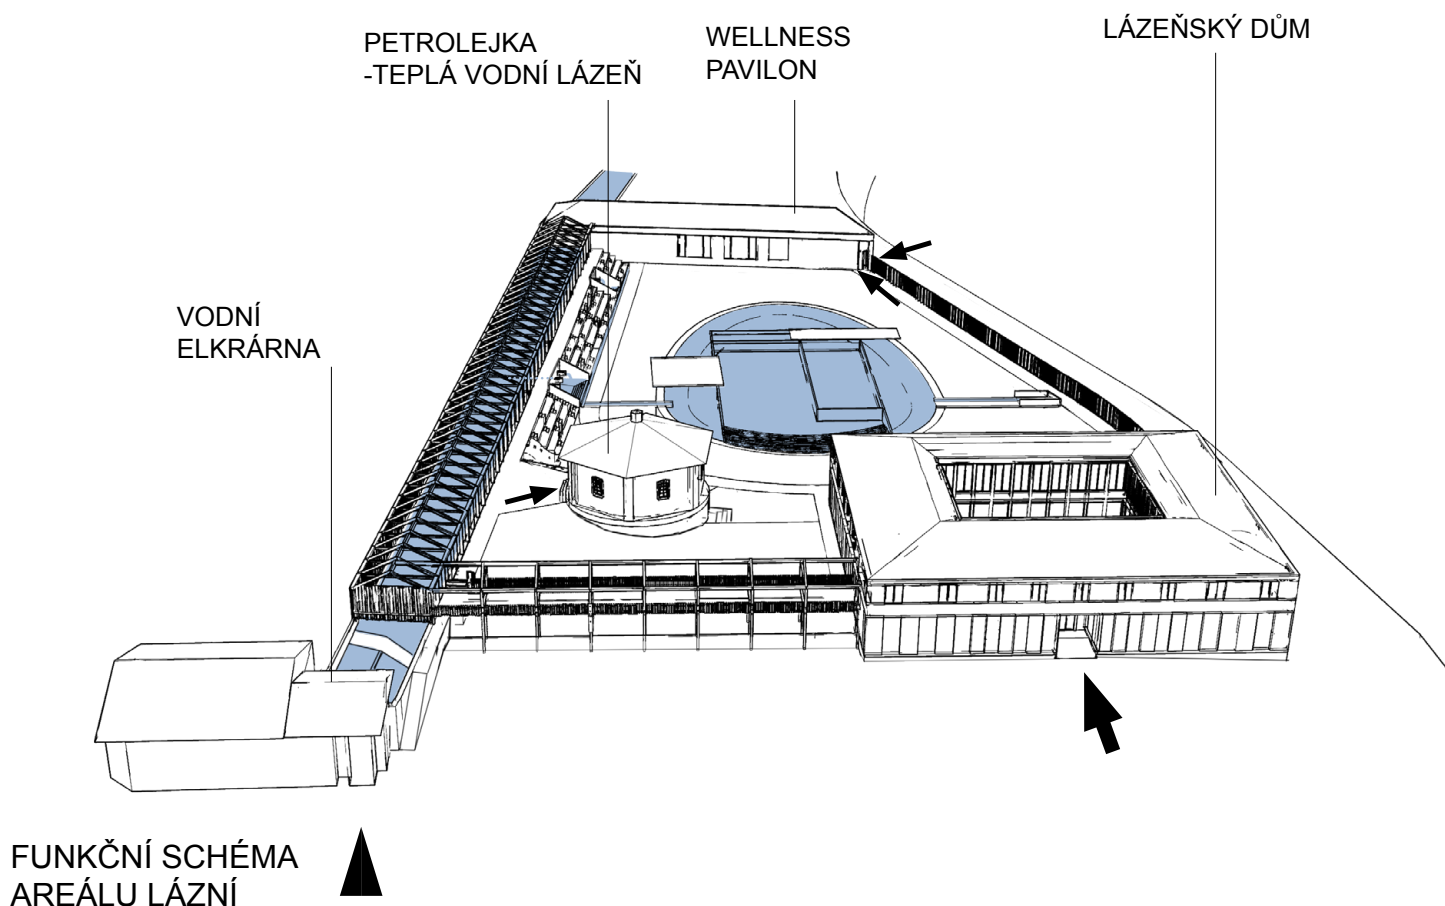 PETROLEJKA
-TEPLÁ VODNÍ LÁZEŇ
WELLNESS
PAVILON
LÁZEŇSKÝ DŮM
VODNÍ
ELKRÁRNA
FUNKČNÍ SCHÉMA
AREÁLU LÁZNÍ